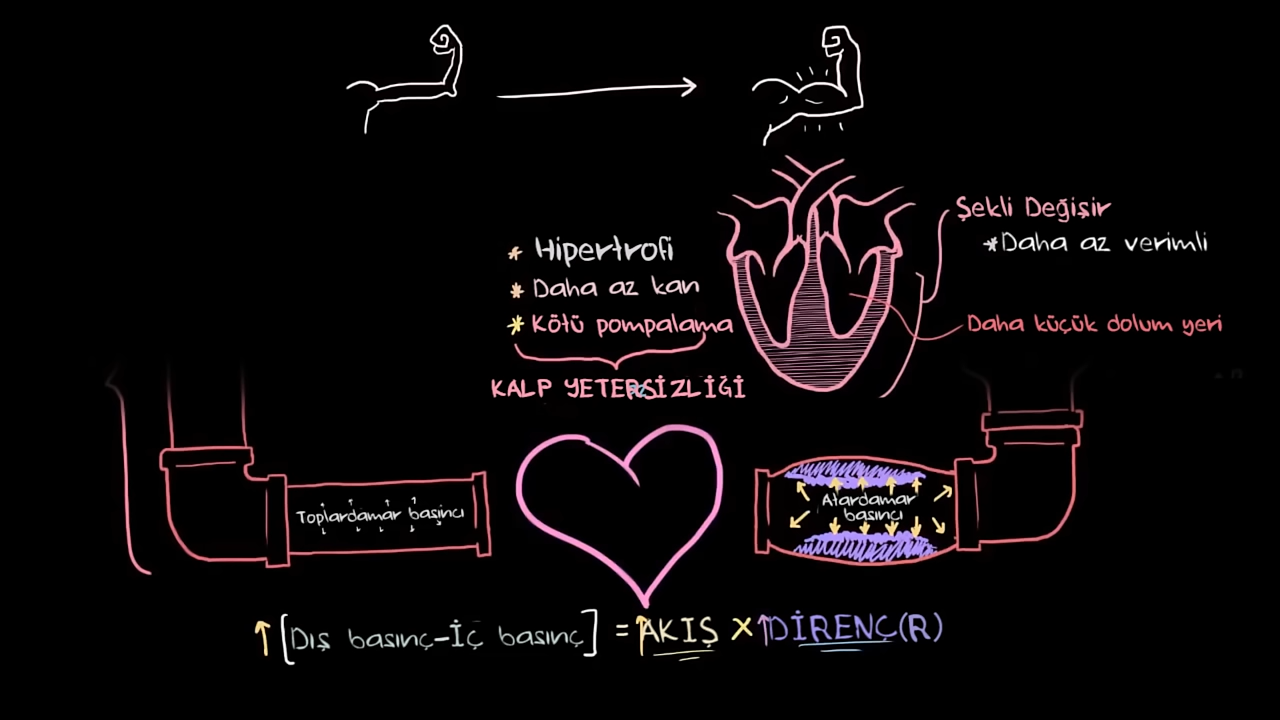 Şekli Değişir
*Daha az verimli
* Hipertrofi
* Daha az kan
* Kötü pompalama
Daha küçük dolum yeri
KALP YETERSİZLİĞİ
Toplardamar basıncı
Atardamar
basıncı
↑[Dış basınç-İç basınç] = ↑AKIŞ x ↑DİRENÇ(R)